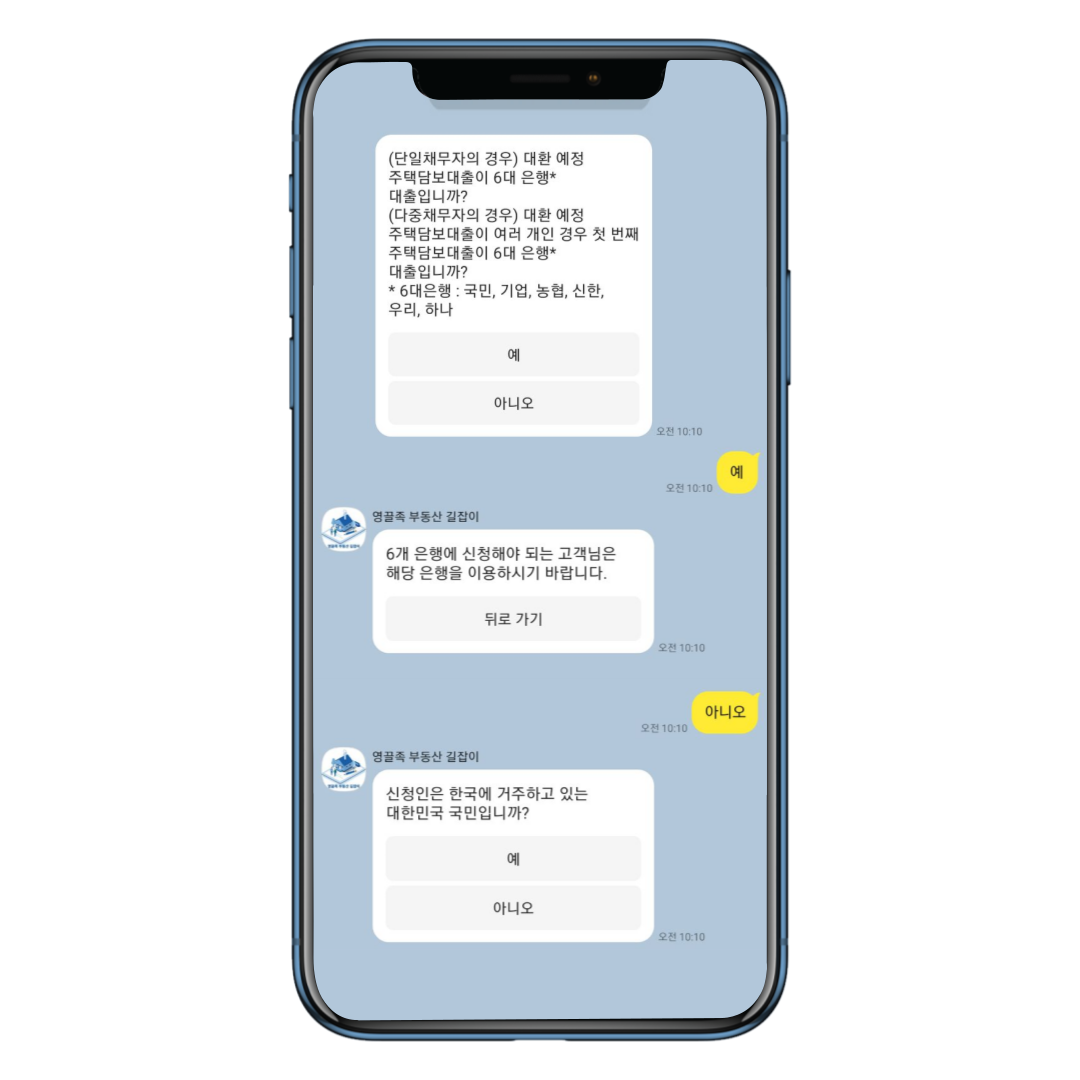 (단일채무자의 경우) 대환 예정
주택담보대출이 6대 은행*
대출입니까?
(다중채무자의 경우) 대환 예정
주택담보대출이 여러 개인 경우 첫 번째
주택담보대출이 6대 은행*
대출입니까?
* 6대은행 : 국민, 기업, 농협, 신한,
우리, 하나
예
아니오
오전 10:10
예
오전 10:10
영끌족 부동산 길잡이
6개 은행에 신청해야 되는 고객님은
해당 은행을 이용하시기 바랍니다.
뒤로 가기
오전 10:10
아니오
오전 10:10
영끌족 부동산 길잡이
신청인은 한국에 거주하고 있는
대한민국 국민입니까?
예
아니오
오전 10:10